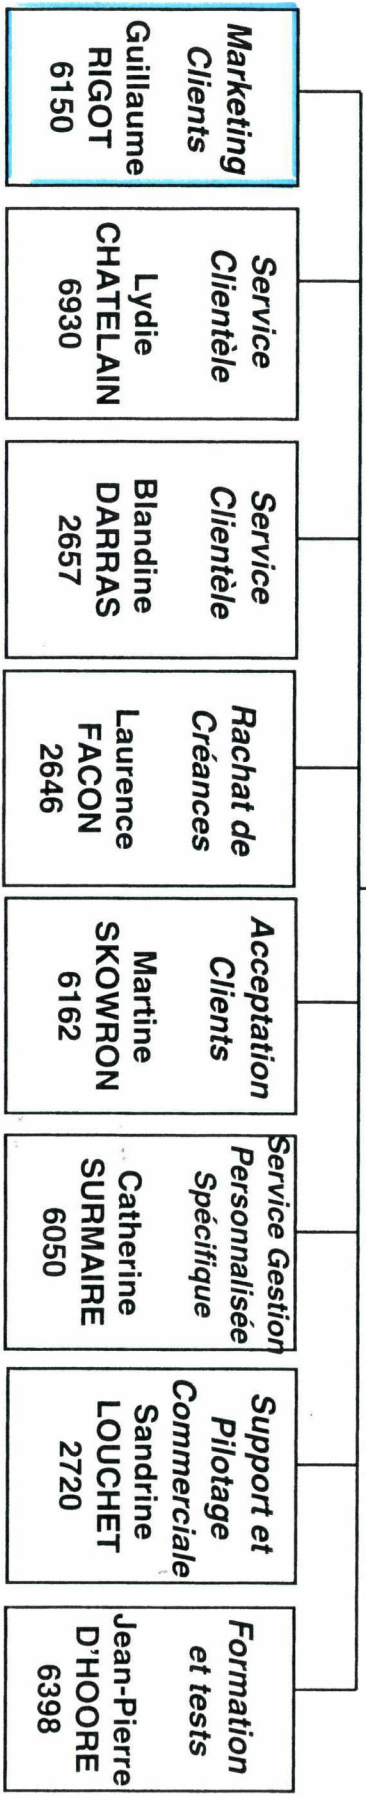 Marketing
Clients
Guillaume
RIGOT
6150
Service
Clientèle
Lydie
CHATELAIN
6930
Service
Clientèle
Blandine
DARRAS
2657
Rachat de
Créances
Laurence
FACON
2646
Acceptation
Clients
Martine
SKOWRON
6162
Service Gestion
Personnalisée
Spécifique
Catherine
SURMAIRE
6050
Support et
Pilotage
Commerciale
Sandrine
LOUCHET
2720
Formation
et tests
Jean-Pierre
D'HOORE
6398